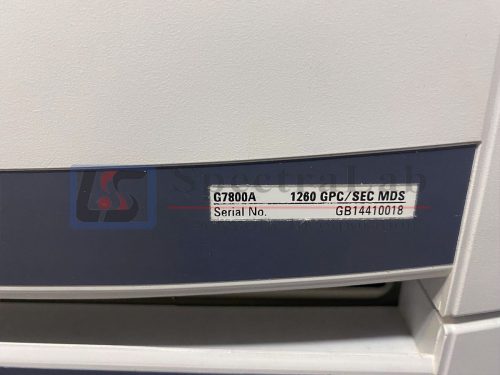 SpectraLab
G7800A 1260 GPC/SEC MDS
Serial No. GB14410018